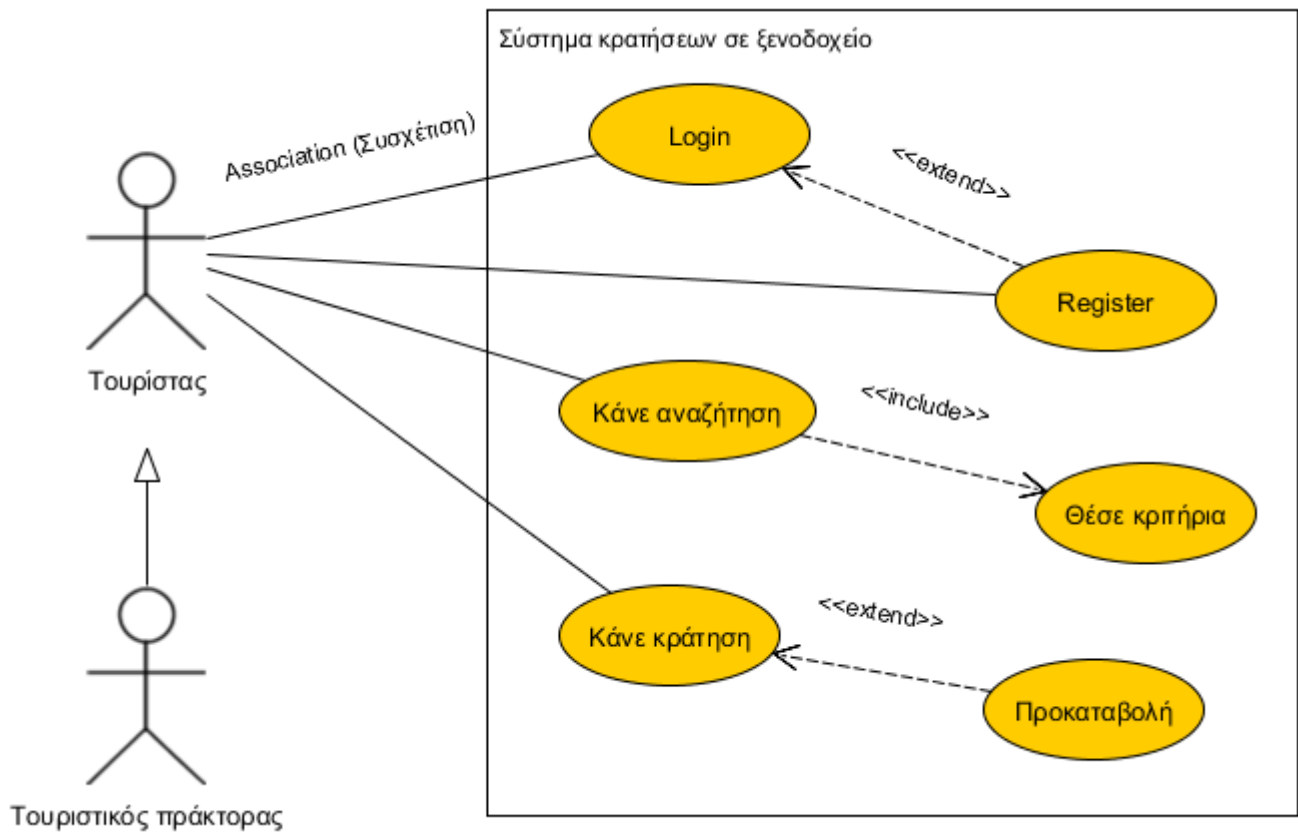 Σύστημα κρατήσεων σε ξενοδοχείο
Association (Συσχέτιση)
Login
<<extend>>
Register
Τουρίστας
Κάνε αναζήτηση
<<include>>
Θέσε κριτήρια
Κάνε κράτηση
<<extend>>
Προκαταβολή
Τουριστικός πράκτορας